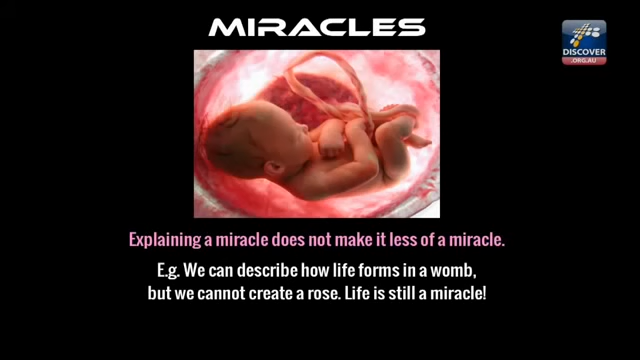 MIRACLES
DISCOVER
.ORG.AU
Explaining a miracle does not make it less of a miracle.
E.g. We can describe how life forms in a womb,
but we cannot create a rose. Life is still a miracle!